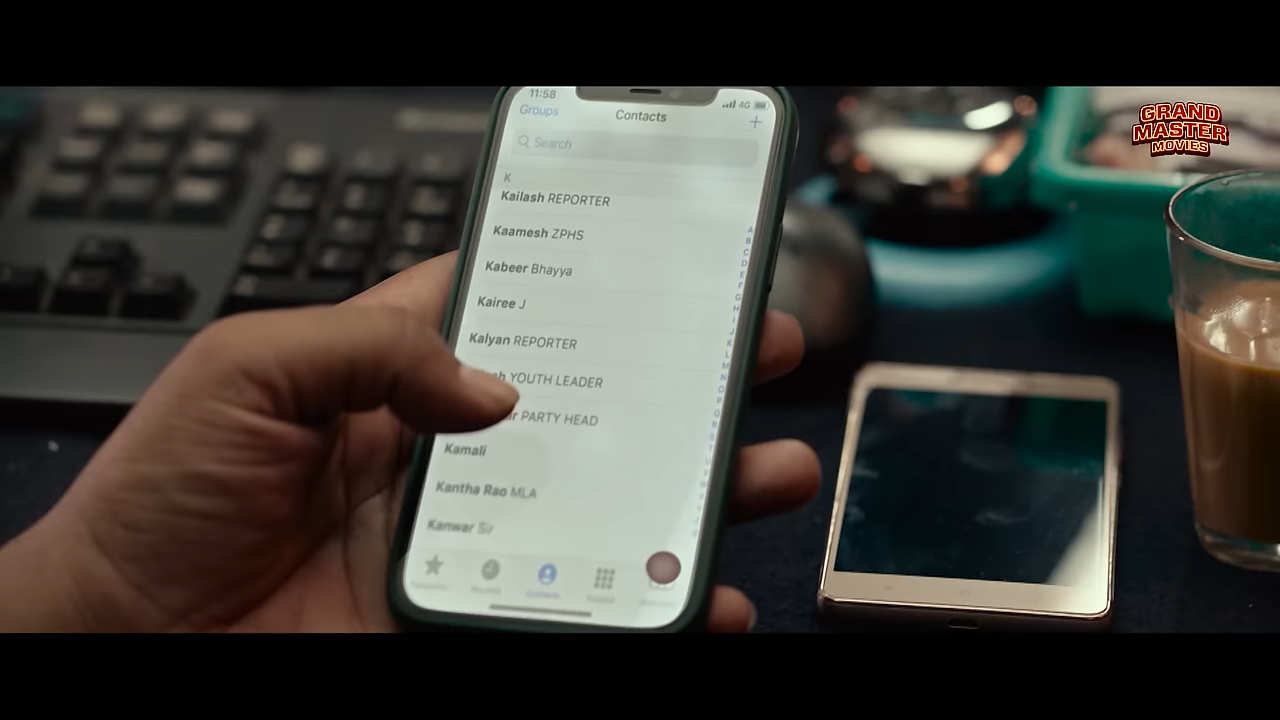 11:58
4G
Groups
Contacts
+
Search
K
Kailash REPORTER
Kaamesh ZPHS
Kabeer Bhayya
Kairee J
Kalyan REPORTER
YOUTH LEADER
PARTY HEAD
Kamali
Kantha Rao MLA
Kanwar Sir
A
B
C
D
E
F
G
H
I
J
K
L
M
N
O
P
Q
R
S
GRAND
MASTER
MOVIES